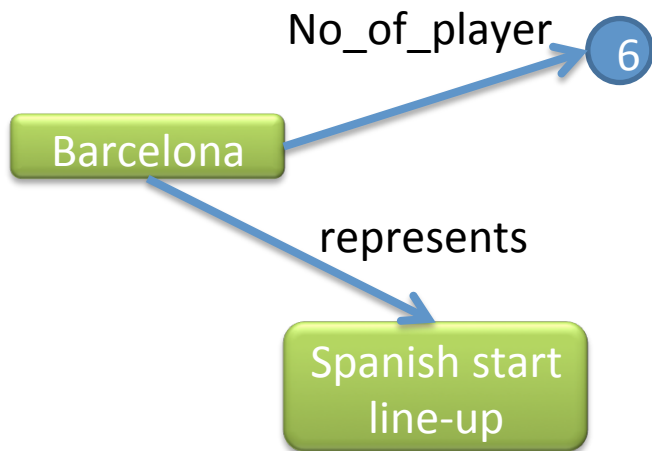 No_of_player
6
Barcelona
represents
Spanish start
line-up